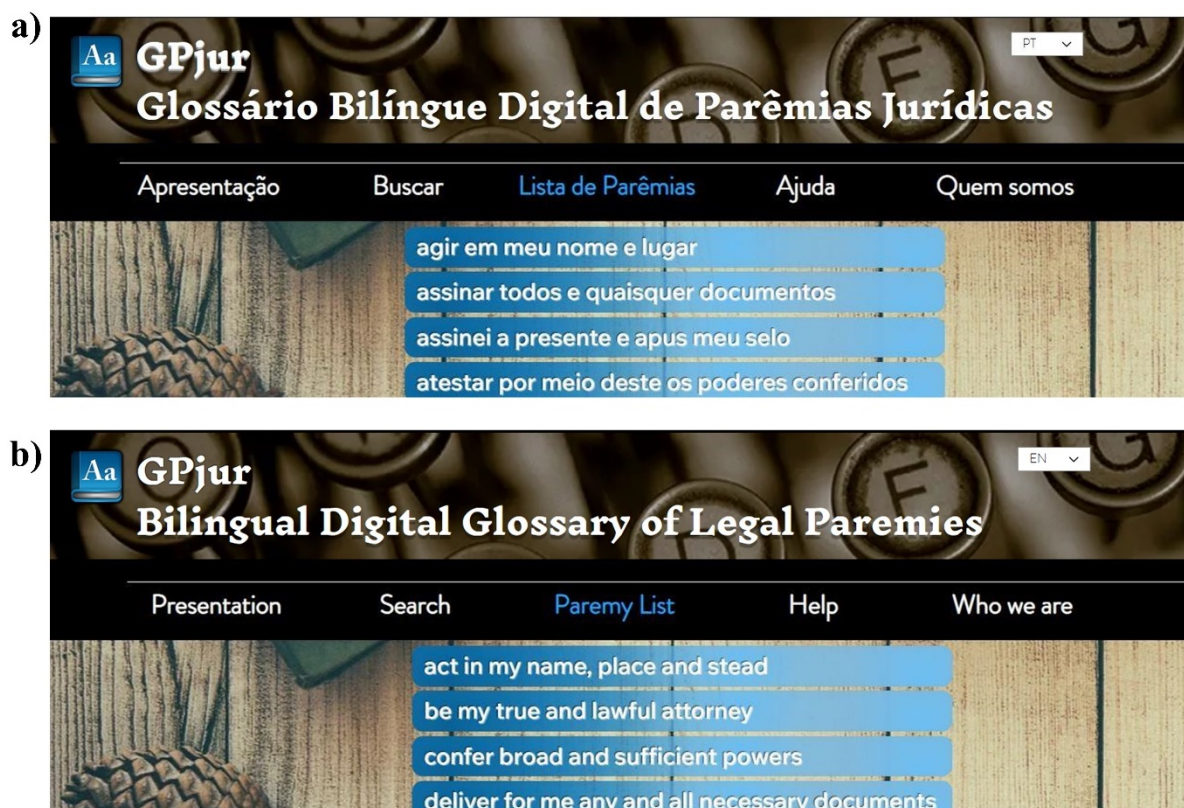 a)
PT
Aa GPjur
Glossário Bilíngue Digital de Parêmias Jurídicas
Apresentação Buscar Lista de Parêmias Ajuda Quem somos
agir em meu nome e lugar
assinar todos e quaisquer documentos
assinei a presente e apus meu selo
atestar por meio deste os poderes conferidos
b)
EN
Aa GPjur
Bilingual Digital Glossary of Legal Paremies
Presentation Search Paremy List Help Who we are
act in my name, place and stead
be my true and lawful attorney
confer broad and sufficient powers
deliver for me any and all necessary documents